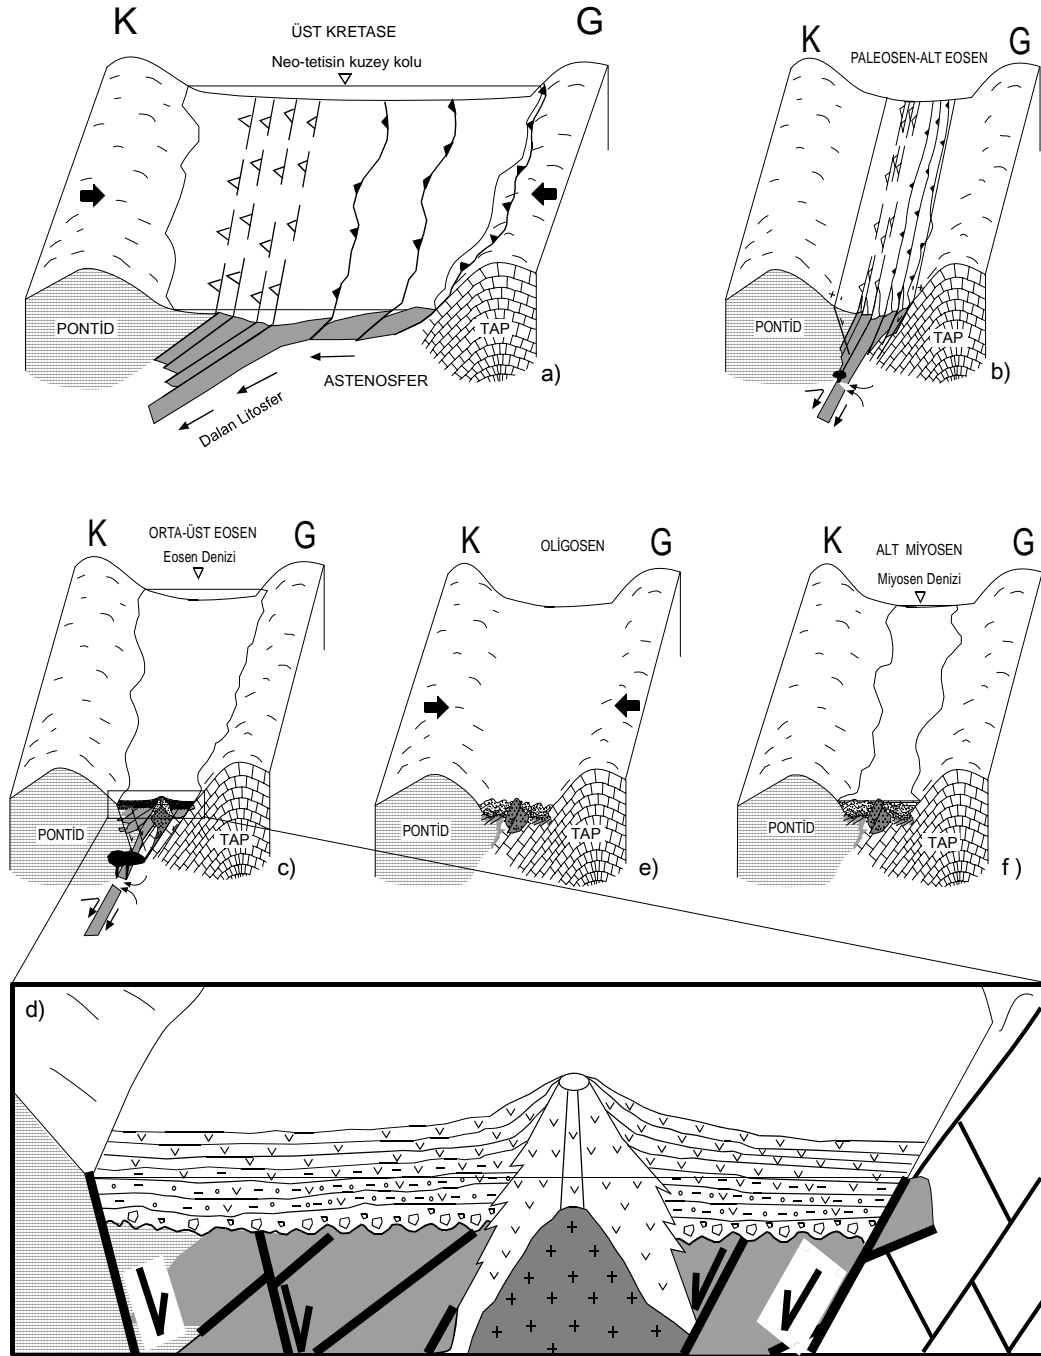 K
ÜST KRETASE
G
Neo-tetisin kuzey kolu
PONTİD
TAP
ASTENOSFER
Dalan Litosfer
a)
K
G
PALEOSEN-ALT EOSEN
TAP
PONTİD
b)
K
ORTA-ÜST EOSEN
G
Eosen Denizi
PONTİD
TAP
c)
K
OLİGOSEN
G
PONTİD
TAP
e)
K
ALT MİYOSEN
G
Miyosen Denizi
PONTİD
TAP
f )
d)